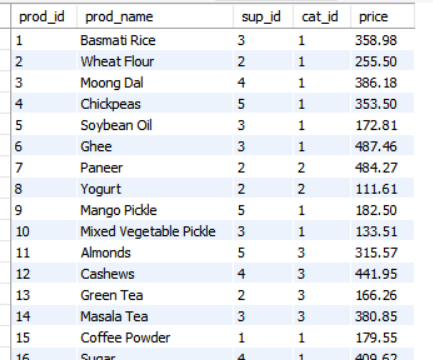 prod_id prod_name sup_id cat_id price
1 Basmati Rice 3 1 358.98
2 Wheat Flour 2 1 255.50
3 Moong Dal 4 1 386.18
4 Chickpeas 5 1 353.50
5 Soybean Oil 3 1 172.81
6 Ghee 3 1 487.46
7 Paneer 2 2 484.27
8 Yogurt 2 2 111.61
9 Mango Pickle 5 1 182.50
10 Mixed Vegetable Pickle 3 1 133.51
11 Almonds 5 3 315.57
12 Cashews 4 3 441.95
13 Green Tea 2 3 166.26
14 Masala Tea 3 3 380.85
15 Coffee Powder 1 1 179.55
16 Sugar 4 1 409.62